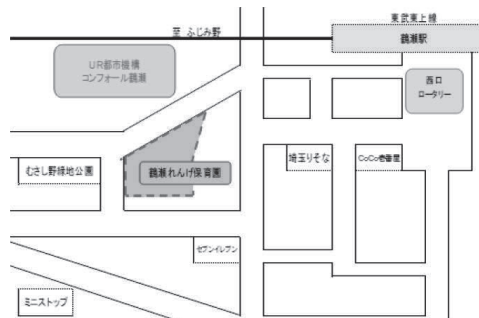 東武東上線
至 ふじみ野
鶴瀬駅
UR都市機構
コンフォール鶴瀬
西口
ロータリー
むさし野緑地公園
鶴瀬れんげ保育園
埼玉りそな
CoCo壱番屋
セブンイレブン
ミニストップ